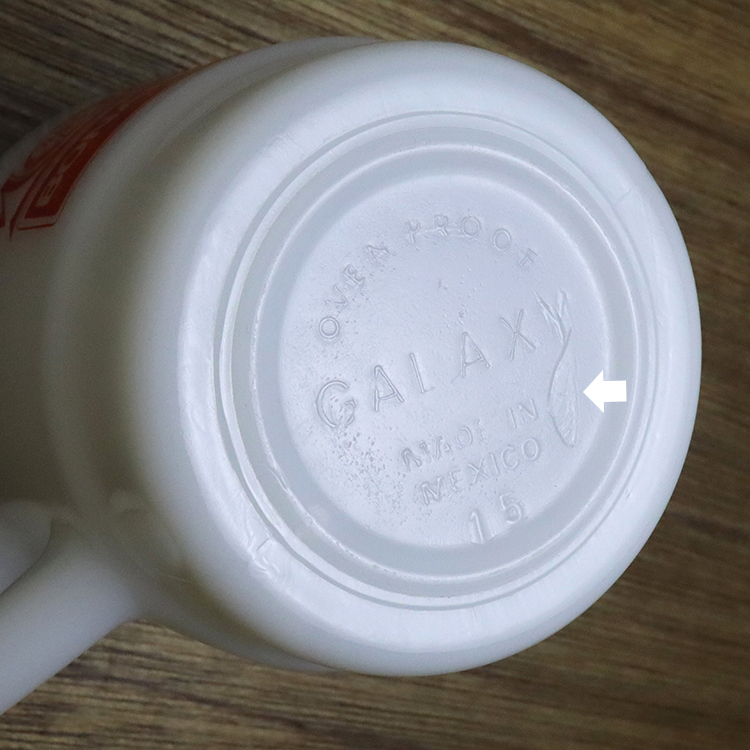 OVEN PROOF
GALAXY
MADE IN
MEXICO
15